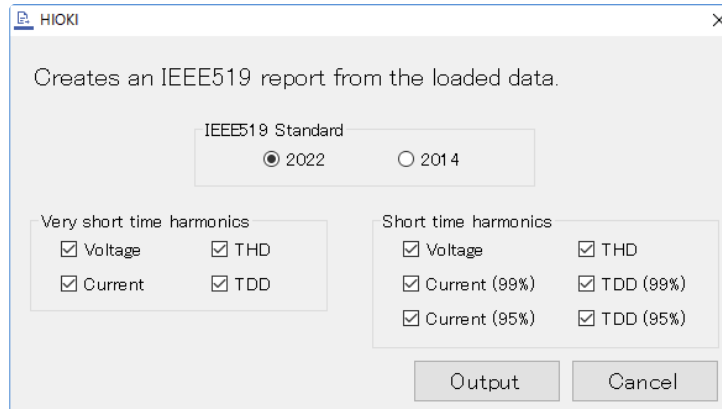 HIOKI
Creates an IEEE519 report from the loaded data.
IEEE519 Standard
2022 2014
Very short time harmonics
Voltage THD
Current TDD
Short time harmonics
Voltage THD
Current (99%) TDD (99%)
Current (95%) TDD (95%)
Output Cancel